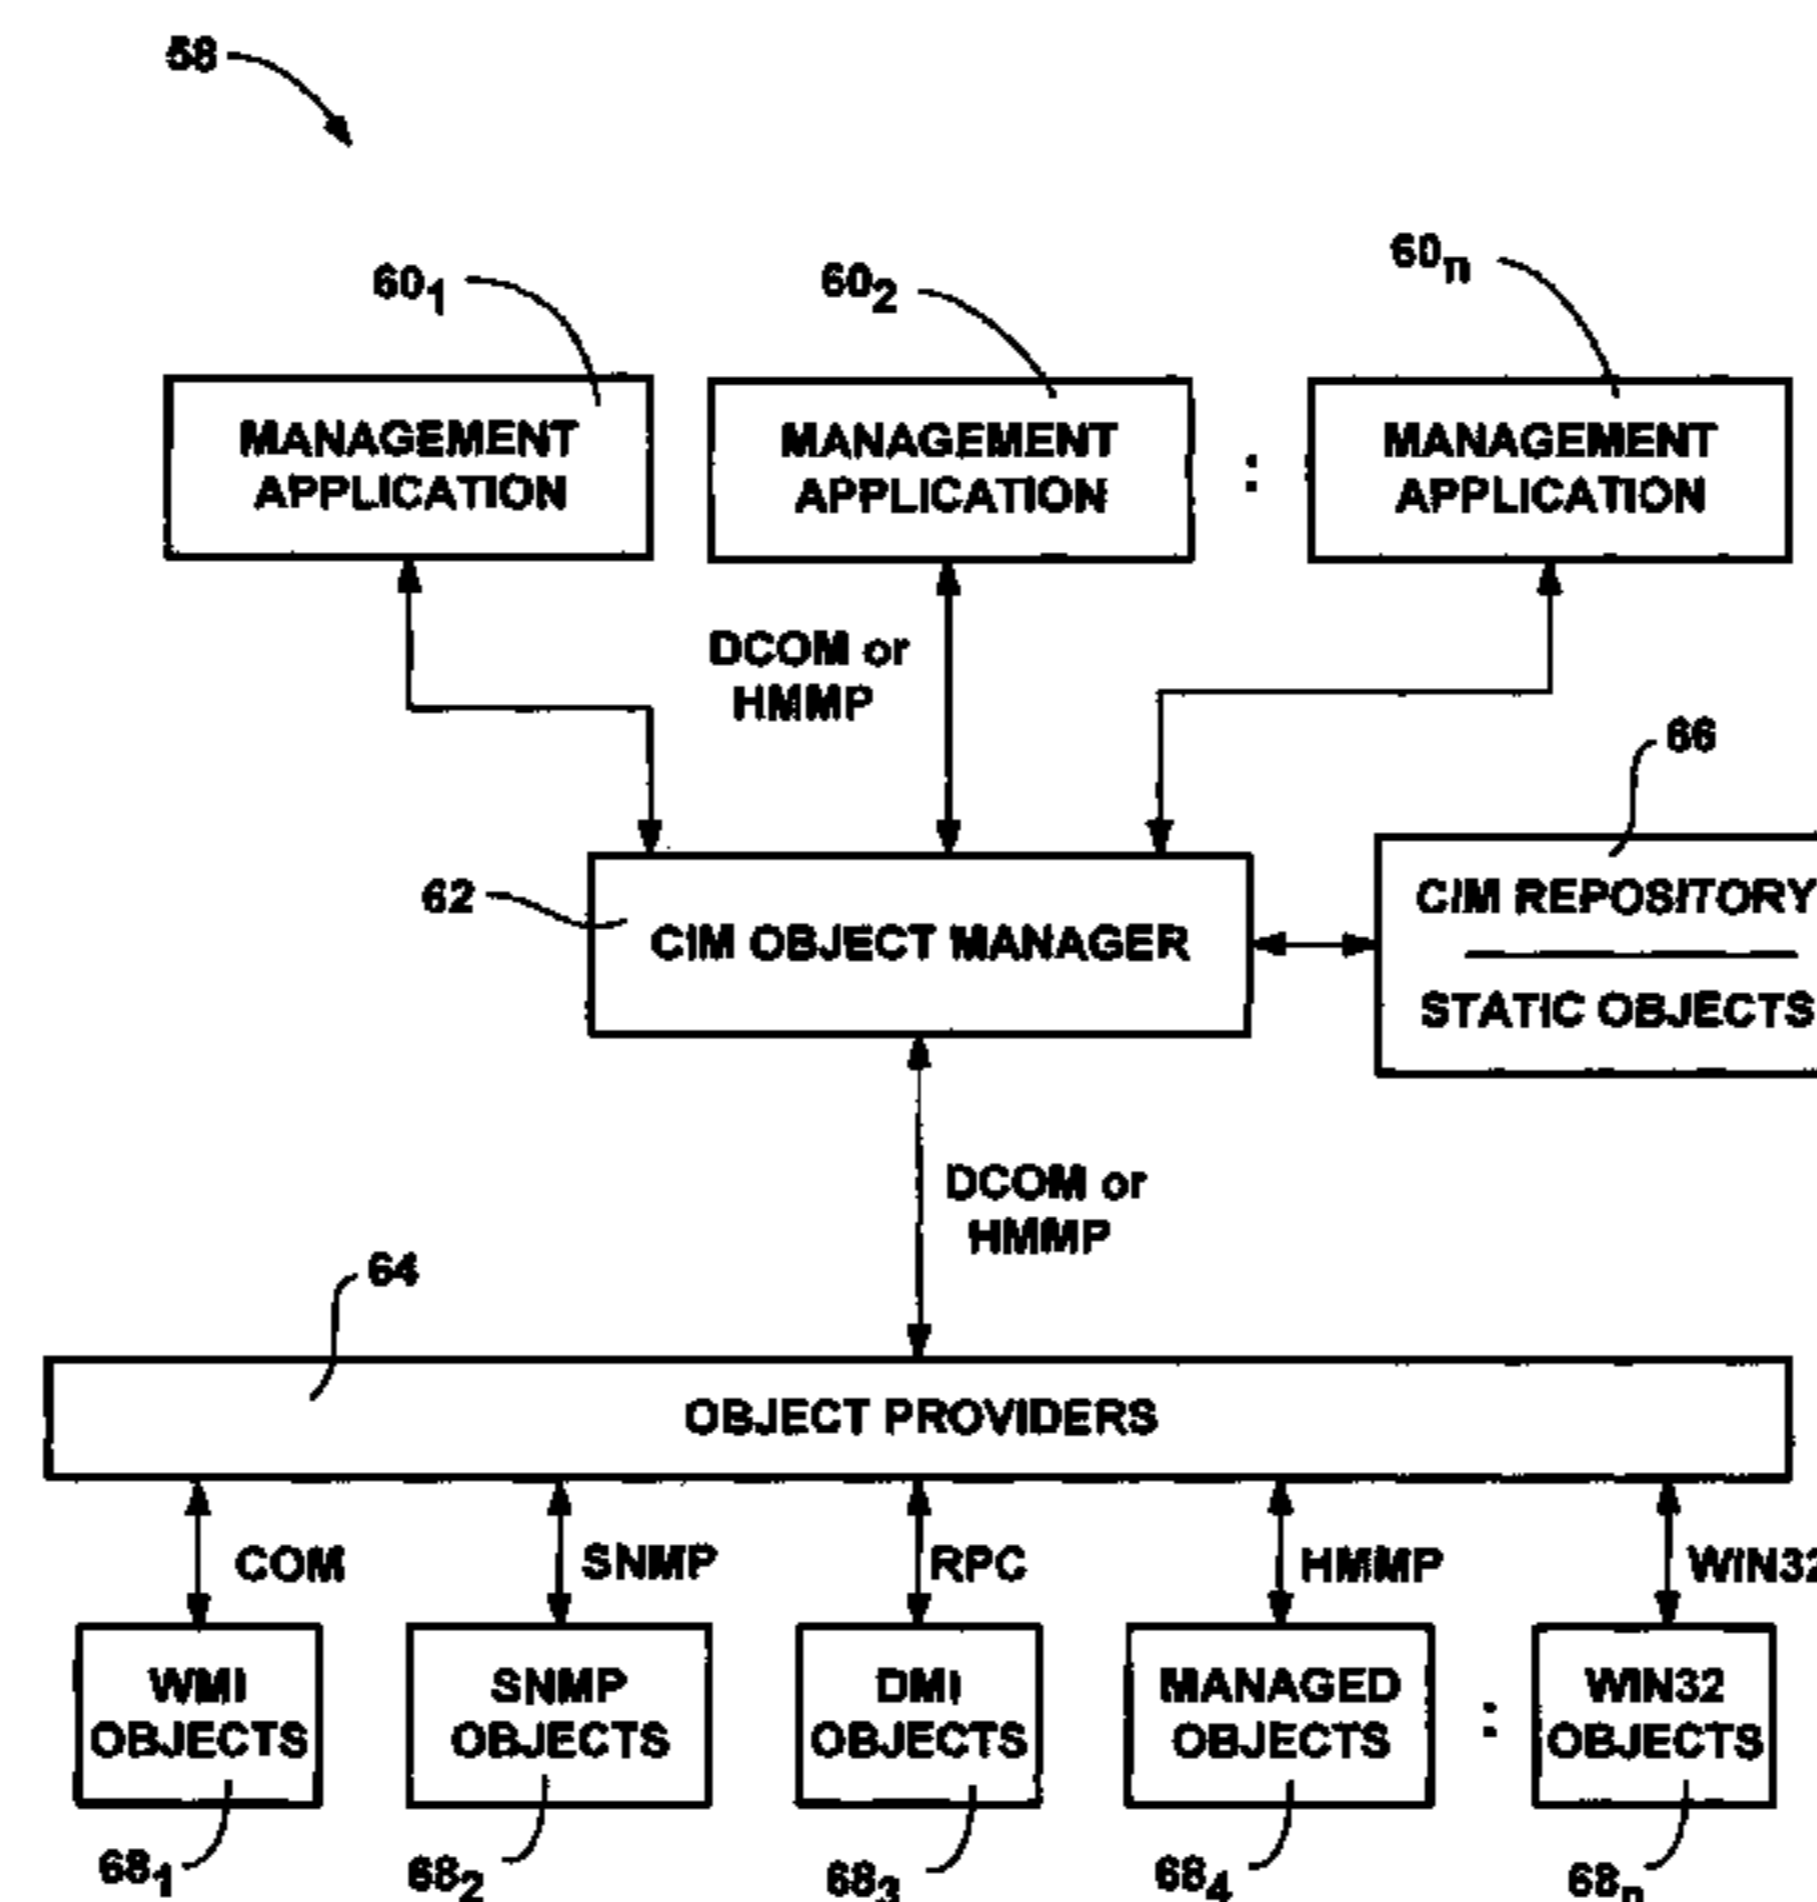 58
60₁
60₂
60ₙ
MANAGEMENT
APPLICATION
MANAGEMENT
APPLICATION
:
MANAGEMENT
APPLICATION
DCOM or
HMMP
66
62
CIM OBJECT MANAGER
CIM REPOSITORY
STATIC OBJECTS
DCOM or
HMMP
64
OBJECT PROVIDERS
COM
SNMP
RPC
HMMP
WIN32
WMI
OBJECTS
SNMP
OBJECTS
DMI
OBJECTS
MANAGED
OBJECTS
:
WIN32
OBJECTS
68₁
68₂
68₃
68₄
68ₙ